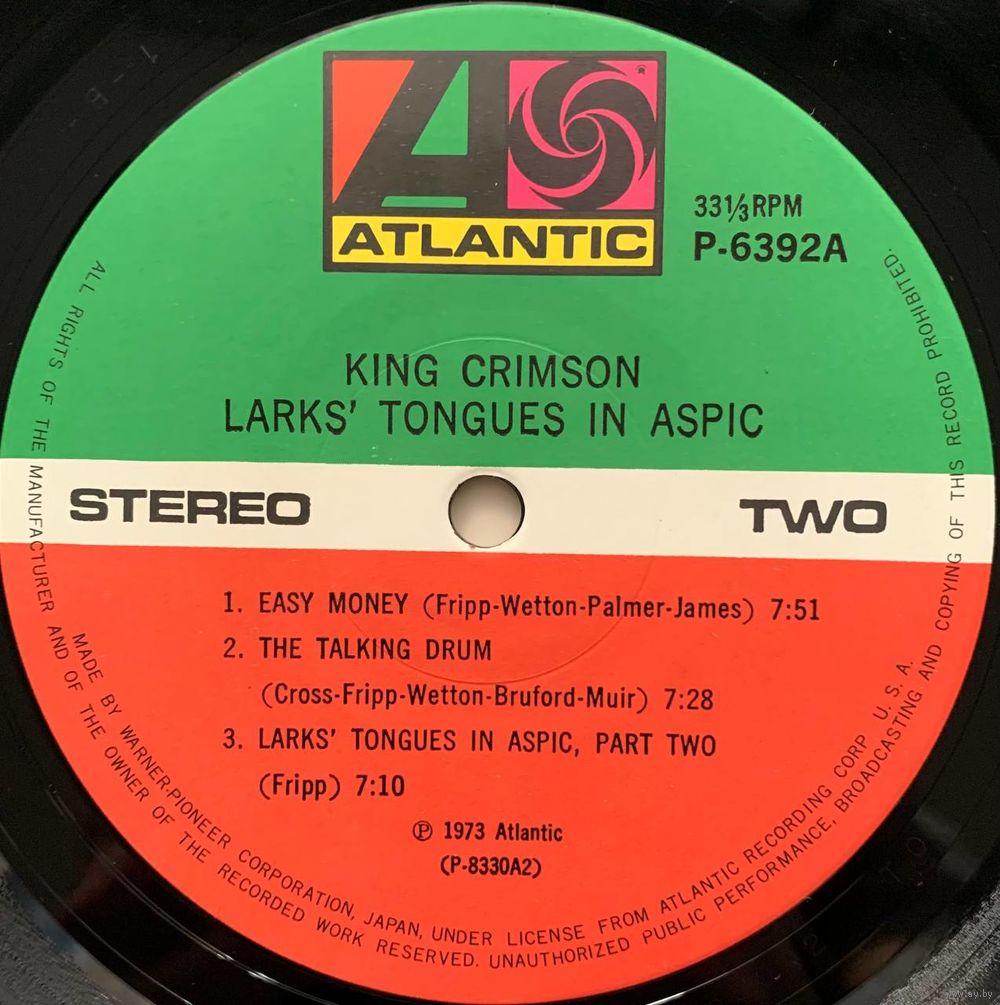 ATLANTIC
33⅓ RPM
P-6392A
KING CRIMSON
LARKS' TONGUES IN ASPIC
STEREO
TWO
1. EASY MONEY (Fripp-Wetton-Palmer-James) 7:51
2. THE TALKING DRUM
(Cross-Fripp-Wetton-Bruford-Muir) 7:28
3. LARKS' TONGUES IN ASPIC, PART TWO
(Fripp) 7:10
Ⓟ 1973 Atlantic
(P-8330A2)
MADE BY WARNER-PIONEER CORPORATION, JAPAN, UNDER LICENSE FROM ATLANTIC RECORDING CORP U. S. A.
ALL RIGHTS OF THE MANUFACTURER AND OF THE OWNER OF THE RECORDED WORK RESERVED. UNAUTHORIZED PUBLIC PERFORMANCE, BROADCASTING AND COPYING OF THIS RECORD PROHIBITED.